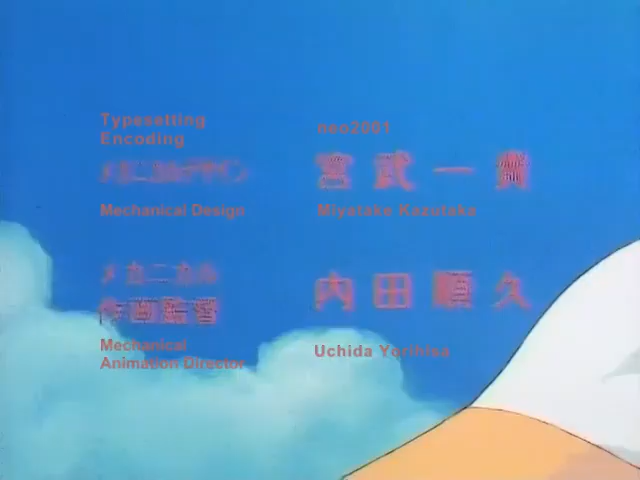 Typesetting
Encoding
nao2001
メカニカルデザイン
宮武一貴
Mechanical Design
Miyatake Kazutaka
メカニカル
作画監督
内田順久
Mechanical
Animation Director
Uchida Yorihisa